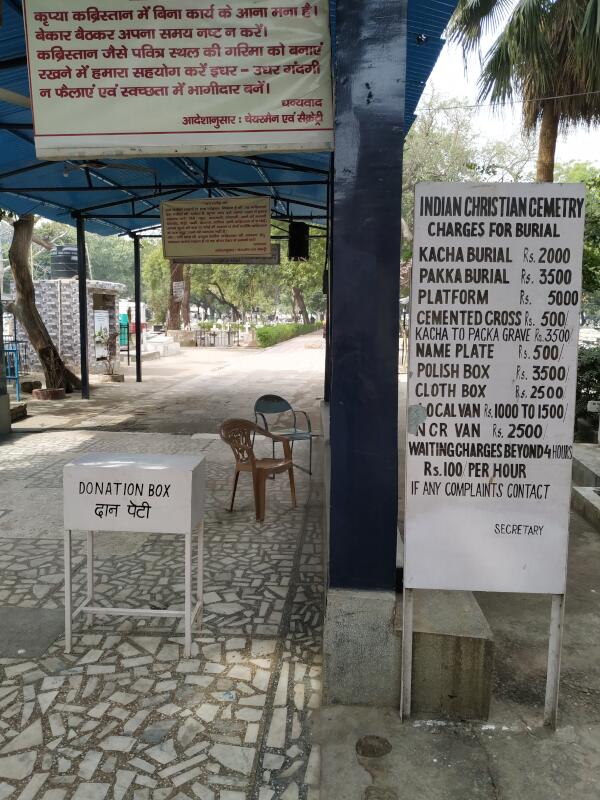 कृप्या कब्रिस्तान में बिना कार्य के आना मना है।
बेकार बैठकर अपना समय नष्ट न करें।
कब्रिस्तान जैसे पवित्र स्थल की गरिमा को बनाएं
रखने में हमारा सहयोग करें इधर - उधर गंदगी
न फैलाएं एवं स्वच्छता में भागीदार बनें।
धन्यवाद
आदेशानुसार : चेयरमैन एवं सैक्रेट्री
INDIAN CHRISTIAN CEMETRY
CHARGES FOR BURIAL
KACHA BURIAL Rs. 2000
PAKKA BURIAL Rs. 3500
PLATFORM Rs. 5000
CEMENTED CROSS Rs. 500/
KACHA TO PACKA GRAVE Rs. 3500/
NAME PLATE Rs. 500/
POLISH BOX Rs. 3500/
CLOTH BOX Rs. 2500
OCAL VAN Rs. 1000 TO 1500/
NCR VAN Rs. 2500/
WAITING CHARGES BEYOND 4 HOURS
Rs. 100/ PER HOUR
IF ANY COMPLAINTS CONTACT
SECRETARY
DONATION BOX
दान पेटी